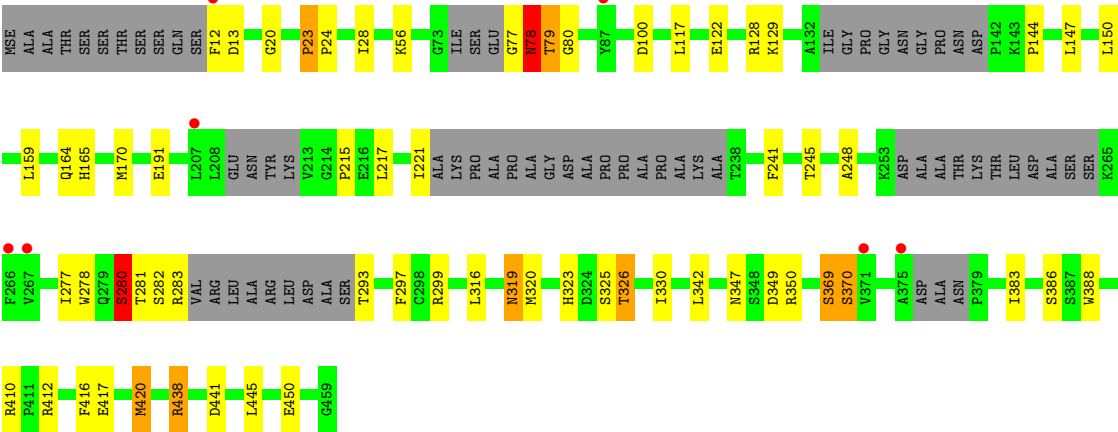 MSE ALA ALA THR SER SER THR SER SER GLN SER F12 D13 G20 P23 P24 I28 K56 G73 ILE SER GLU G77 N78 T79 G80 Y87 D100 L117 E122 R128 K129 A132 ILE GLY PRO GLY ASN GLY PRO ASN ASP P142 K143 P144 L147 L150
L159 Q164 H165 M170 E191 L207 L208 GLU ASN TYR LYS V213 G214 P215 E216 L217 I221 ALA LYS PRO ALA PRO ALA GLY ASP ALA PRO PRO ALA PRO ALA LYS ALA T238 F241 T245 A248 K253 ASP ALA ALA THR LYS THR LEU ASP ALA SER SER K265
F266 V267 I277 W278 Q279 S280 T281 S282 R283 VAL ARG LEU ALA ARG LEU ASP ALA SER T293 F297 C298 R299 L316 N319 M320 H323 D324 S325 T326 I330 L342 N347 S348 D349 R350 S369 S370 V371 A375 ASP ALA ASN P379 I383 S386 S387 W388
R410 P411 R412 F416 E417 M420 R438 D441 L445 E450 G459